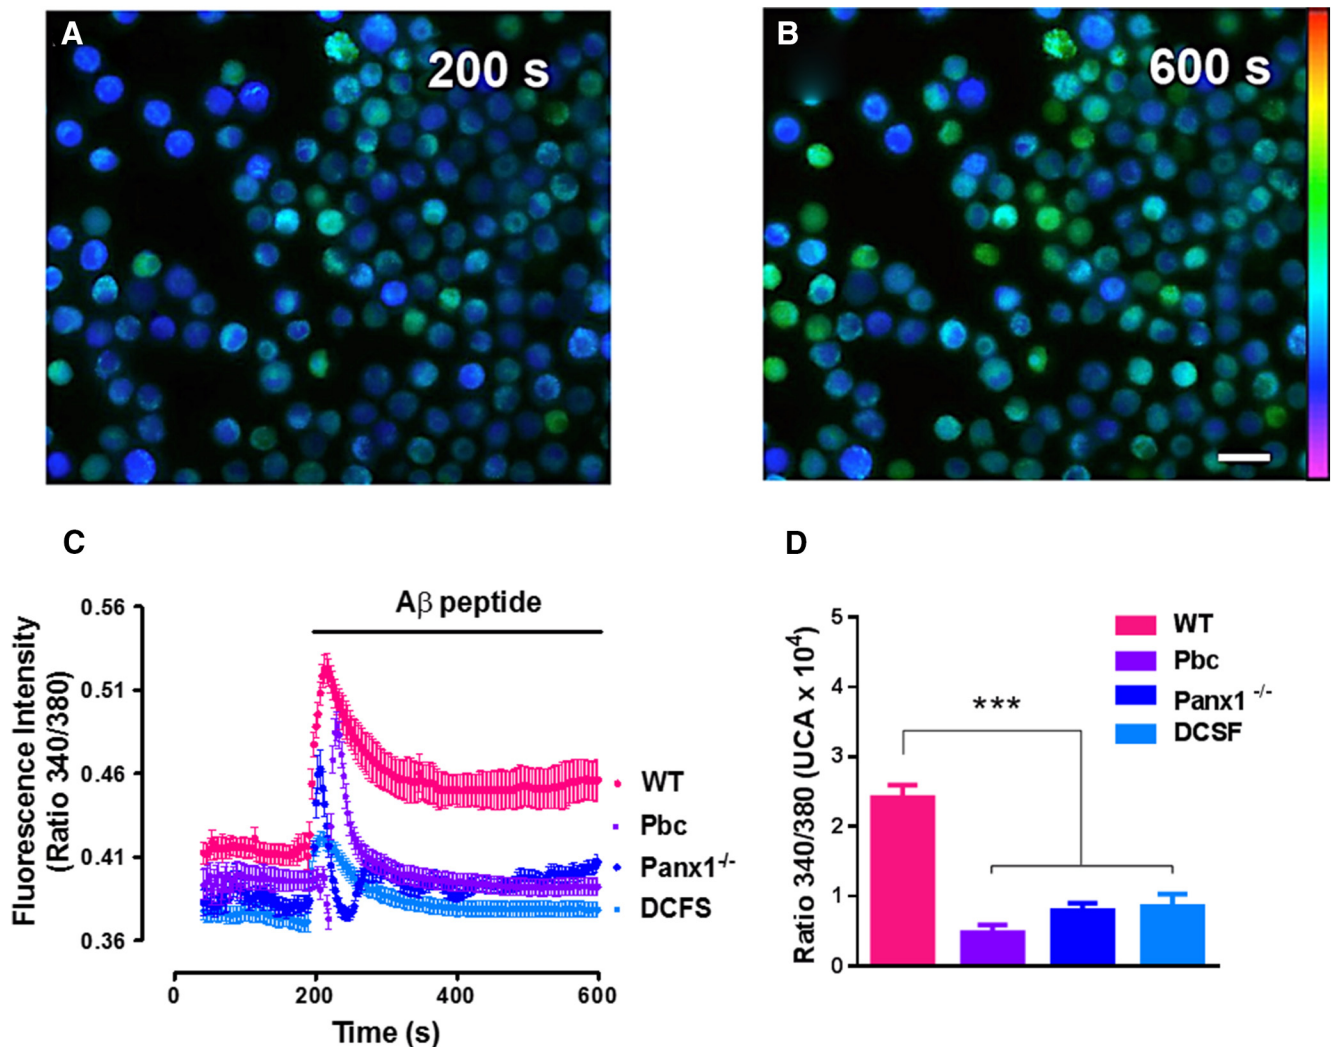 A
200 s
B
600 s
C
Fluorescence Intensity
(Ratio 340/380)
0.56
0.51
0.46
0.41
0.36
Aβ peptide
WT
Pbc
Panx1-/-
DCFS
0
200
400
600
Time (s)
D
Ratio 340/380 (UCA x 10⁴)
5
4
3
2
1
0
***
WT
Pbc
Panx1 -/-
DCSF